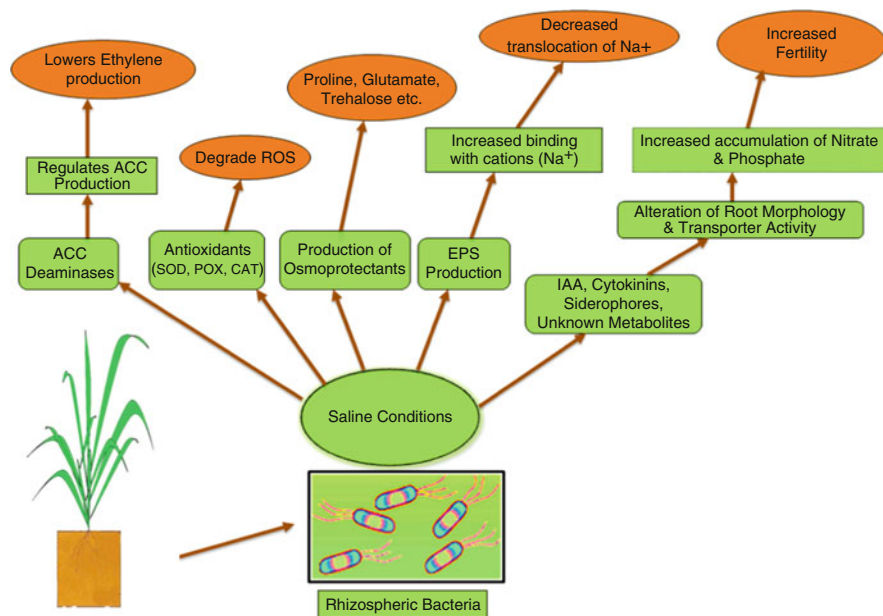 Lowers Ethylene
production
Regulates ACC
Production
ACC
Deaminases
Degrade ROS
Antioxidants
(SOD, POX, CAT)
Proline, Glutamate,
Trehalose etc.
Production of
Osmoprotectants
Decreased
translocation of Na+
Increased binding
with cations (Na⁺)
EPS
Production
Increased
Fertility
Increased accumulation of Nitrate
& Phosphate
Alteration of Root Morphology
& Transporter Activity
IAA, Cytokinins,
Siderophores,
Unknown Metabolites
Saline Conditions
Rhizospheric Bacteria